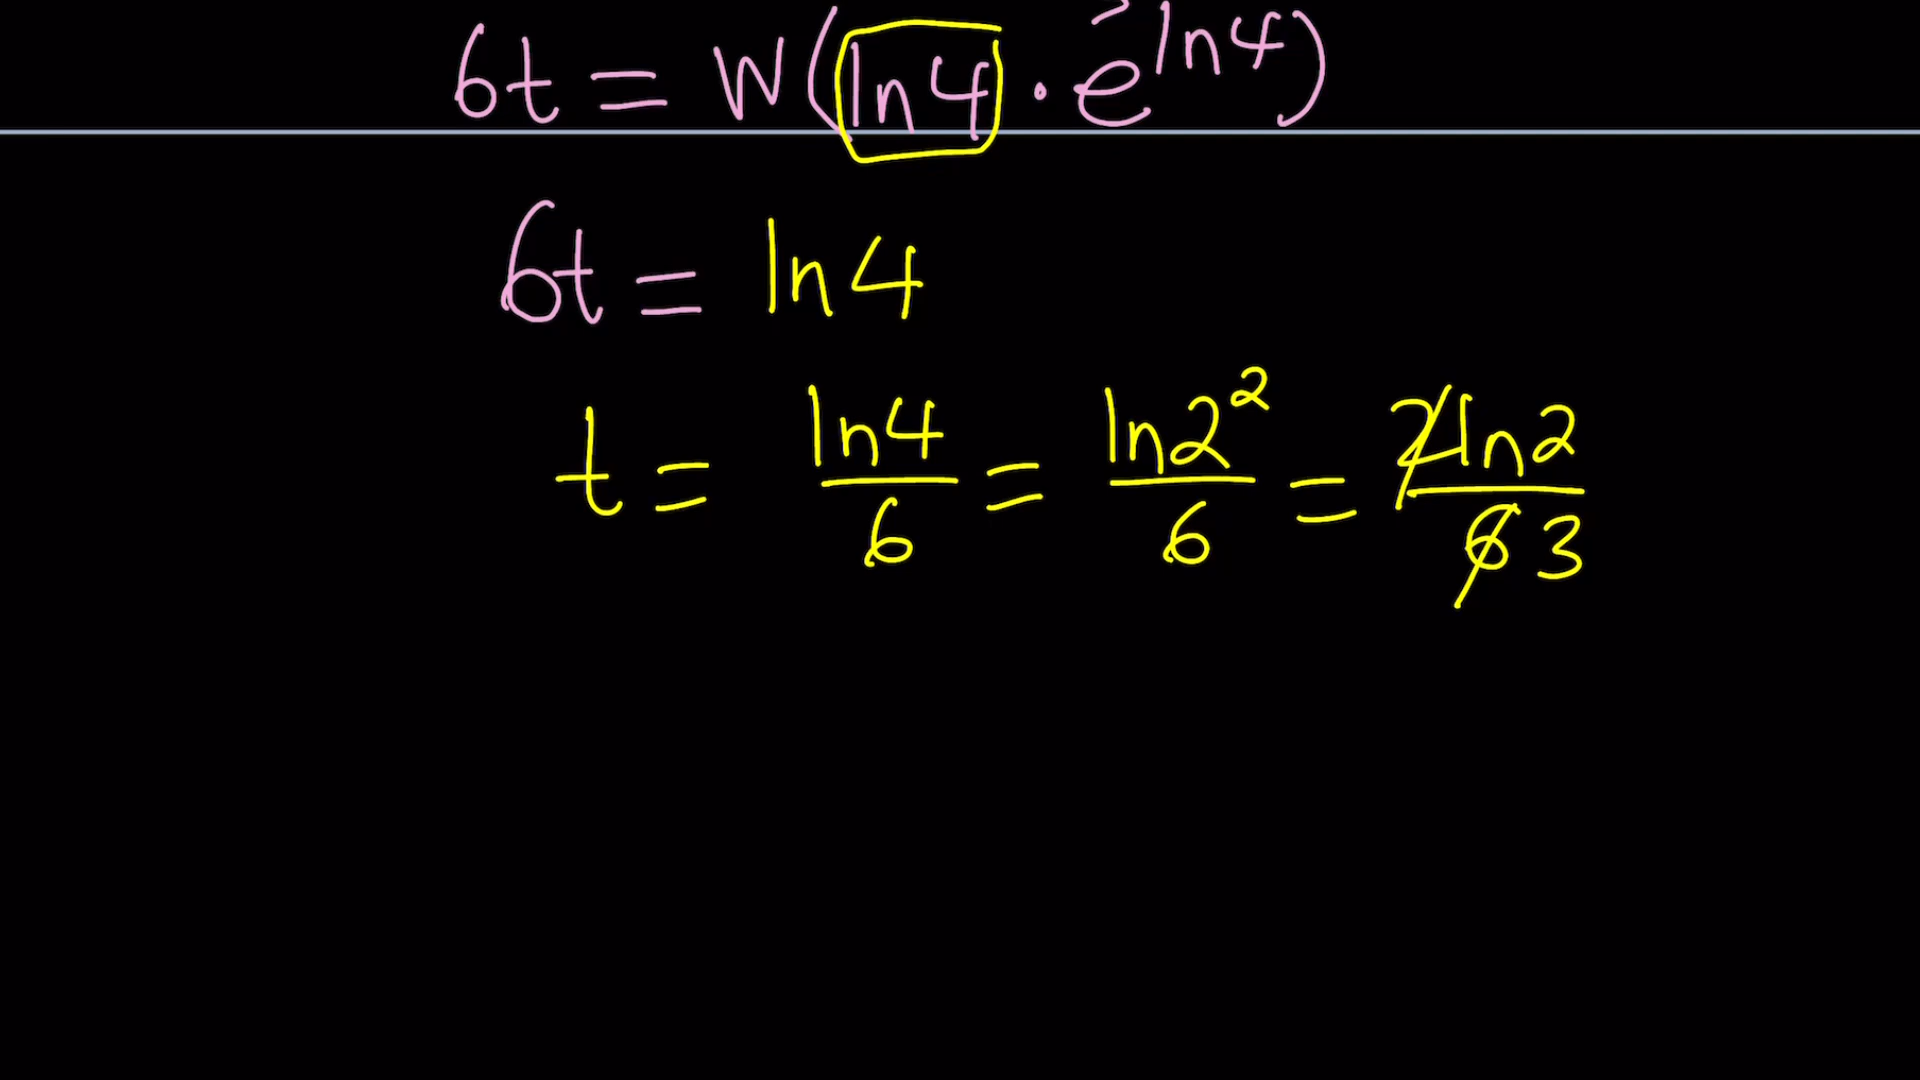 6t = W(ln4 · e^ln4)
6t = ln4
t = ln4/6 = ln2²/6 = 2ln2/6 3